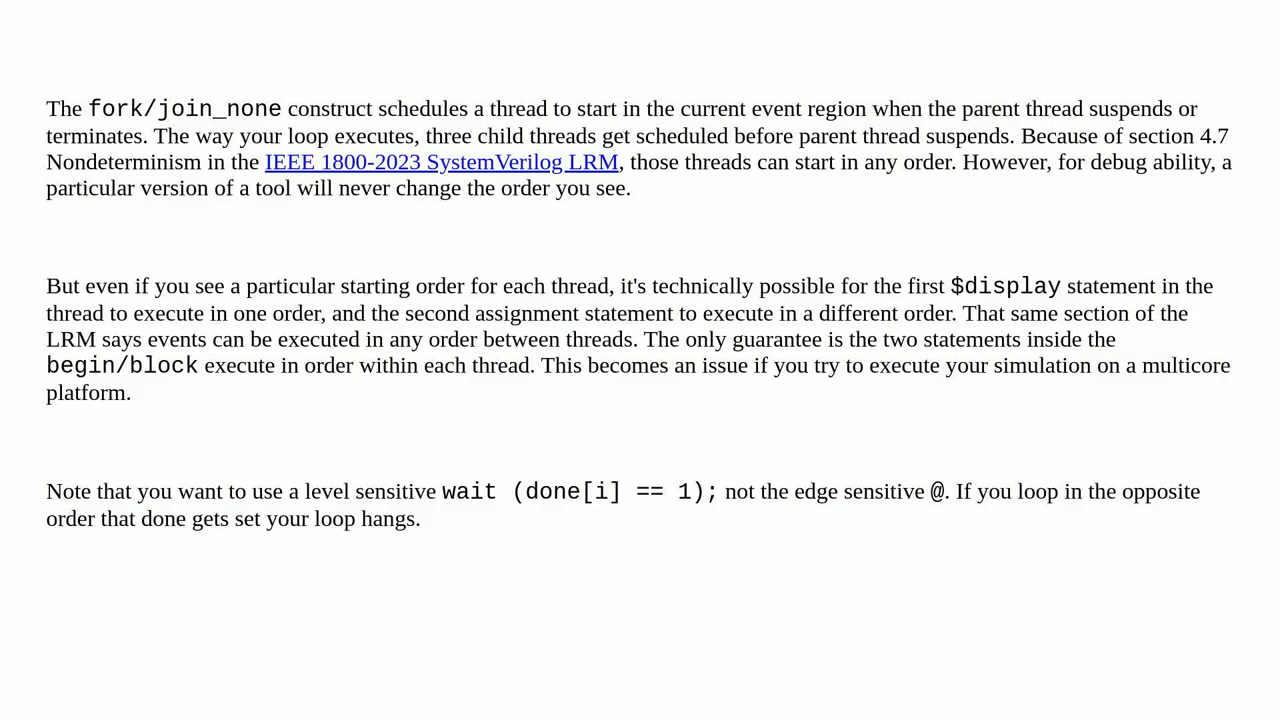 The fork/join_none construct schedules a thread to start in the current event region when the parent thread suspends or
terminates. The way your loop executes, three child threads get scheduled before parent thread suspends. Because of section 4.7
Nondeterminism in the IEEE 1800-2023 SystemVerilog LRM, those threads can start in any order. However, for debug ability, a
particular version of a tool will never change the order you see.
But even if you see a particular starting order for each thread, it's technically possible for the first $display statement in the
thread to execute in one order, and the second assignment statement to execute in a different order. That same section of the
LRM says events can be executed in any order between threads. The only guarantee is the two statements inside the
begin/block execute in order within each thread. This becomes an issue if you try to execute your simulation on a multicore
platform.
Note that you want to use a level sensitive wait (done[i] == 1); not the edge sensitive @. If you loop in the opposite
order that done gets set your loop hangs.